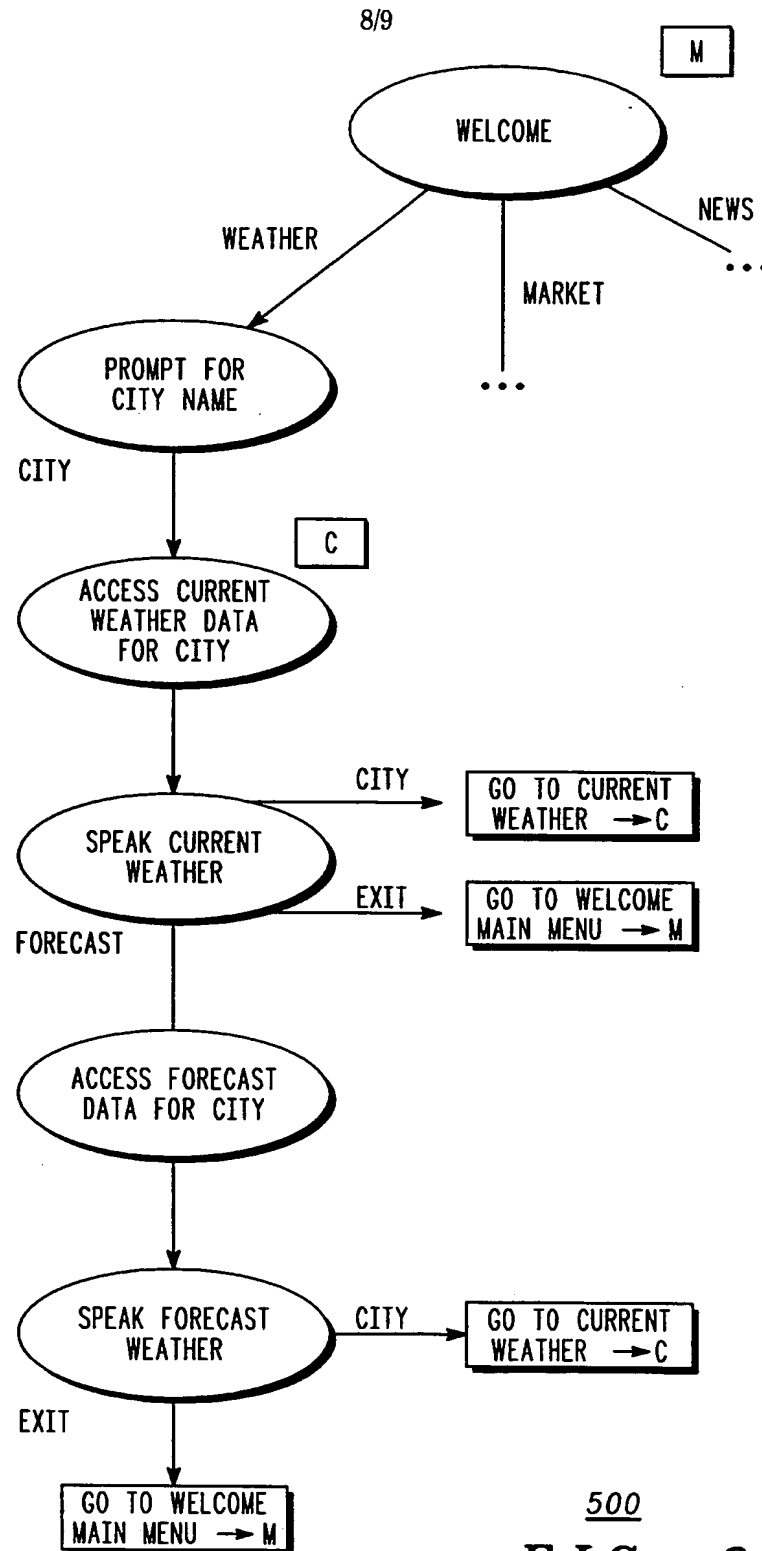 8/9
M
WELCOME
WEATHER
NEWS
MARKET
...
...
PROMPT FOR
CITY NAME
CITY
C
ACCESS CURRENT
WEATHER DATA
FOR CITY
SPEAK CURRENT
WEATHER
CITY
GO TO CURRENT
WEATHER → C
EXIT
GO TO WELCOME
MAIN MENU → M
FORECAST
ACCESS FORECAST
DATA FOR CITY
SPEAK FORECAST
WEATHER
CITY
GO TO CURRENT
WEATHER → C
EXIT
GO TO WELCOME
MAIN MENU → M
500